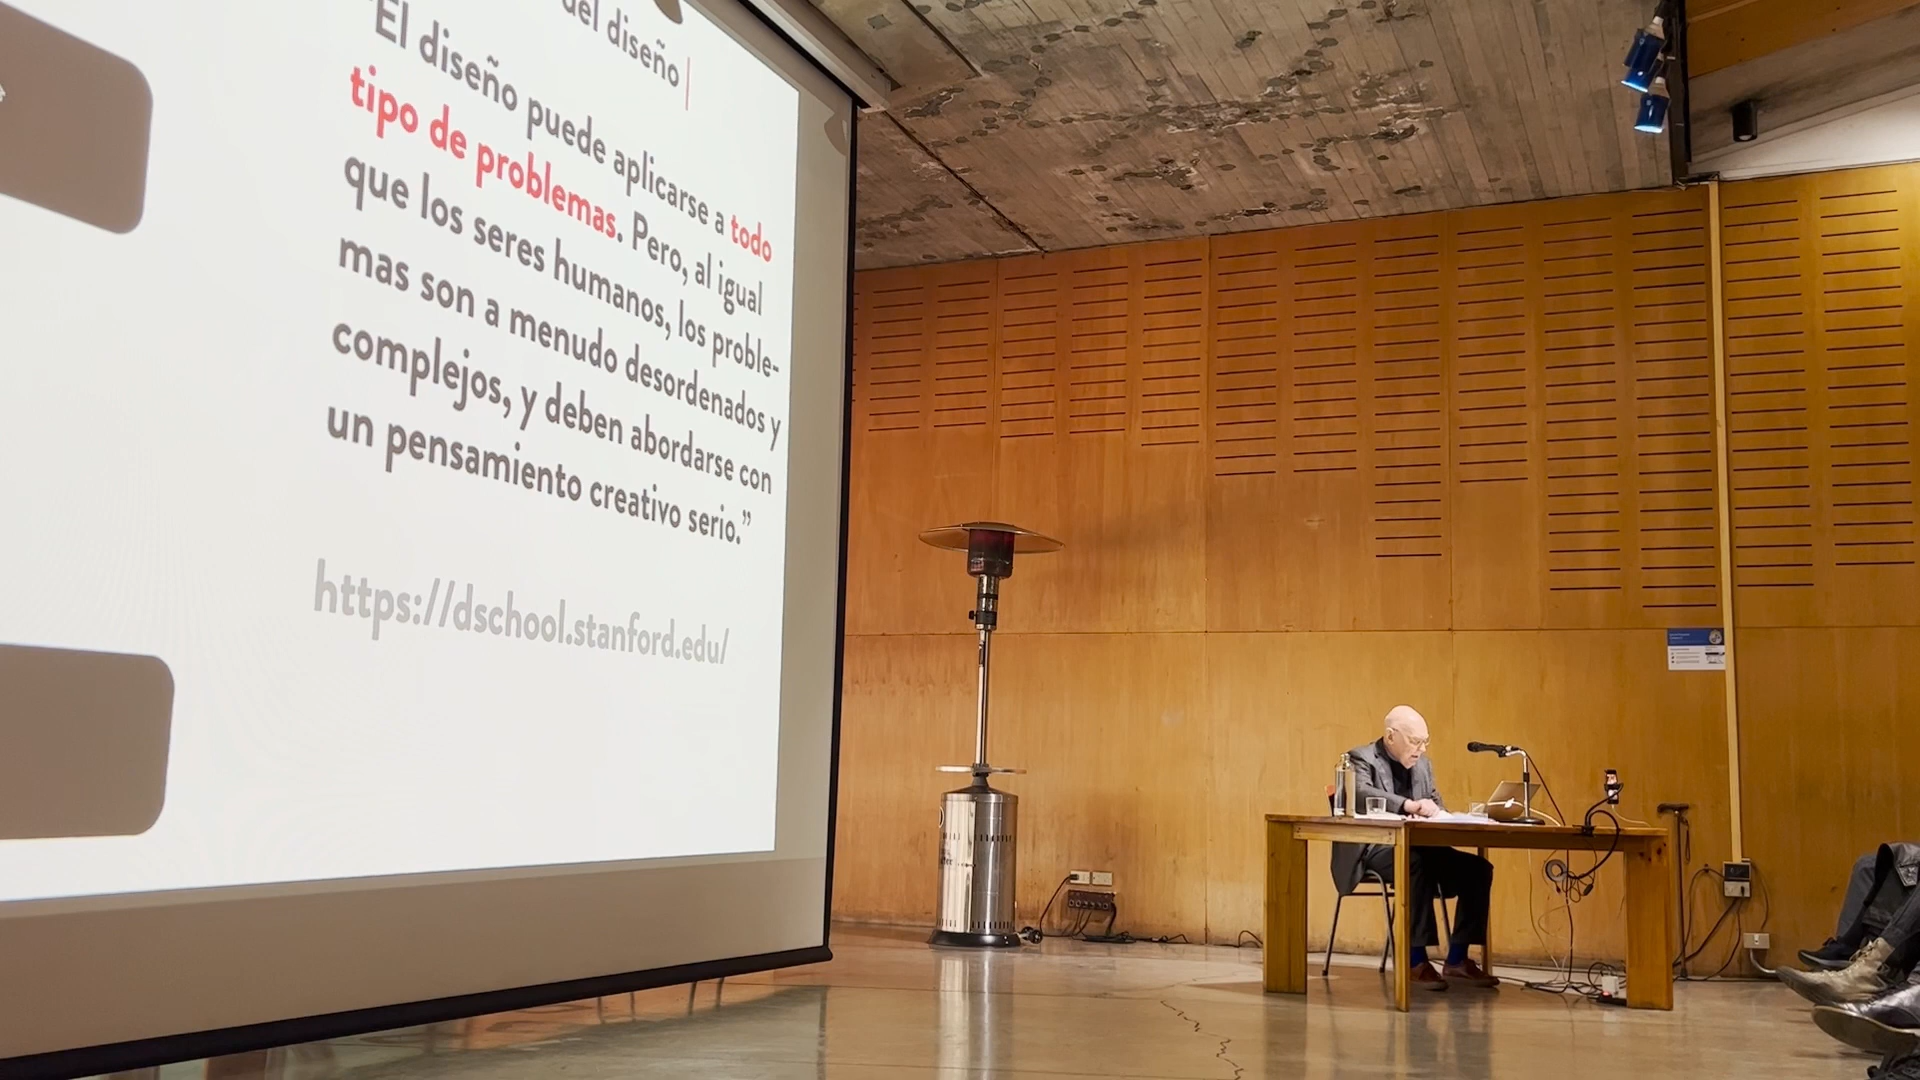 del diseño
“El diseño puede aplicarse a todo
tipo de problemas. Pero, al igual
que los seres humanos, los proble-
mas son a menudo desordenados y
complejos, y deben abordarse con
un pensamiento creativo serio.”
https://dschool.stanford.edu/